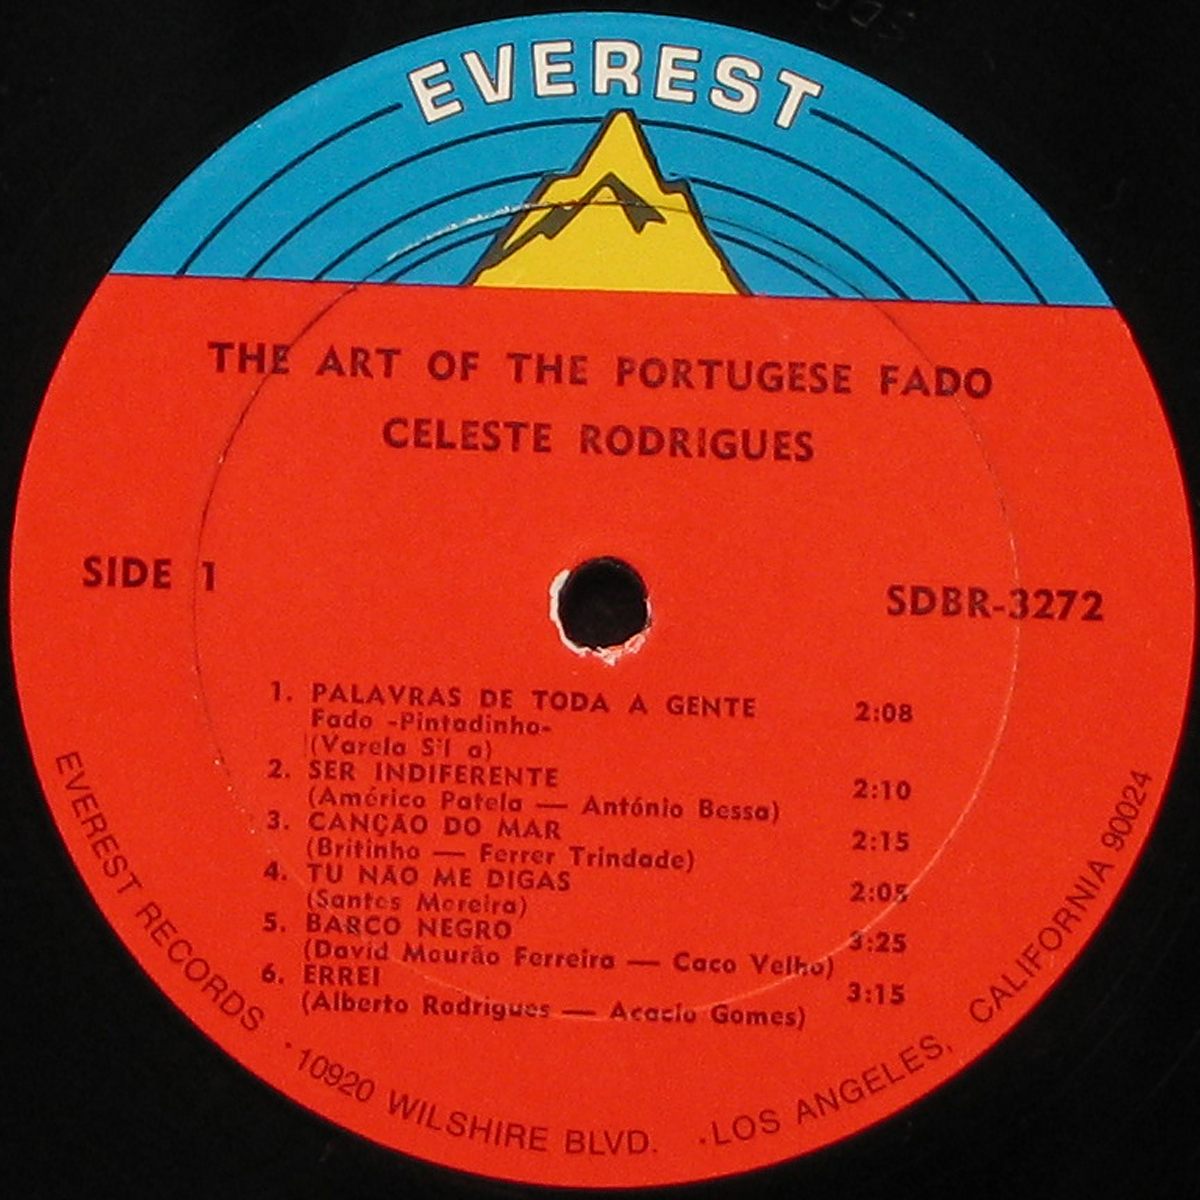 EVEREST
THE ART OF THE PORTUGESE FADO
CELESTE RODRIGUES
SIDE 1
SDBR-3272
1. PALAVRAS DE TODA A GENTE 2:08
Fado -Pintadinho-
(Varela S'l a)
2. SER INDIFERENTE 2:10
(Américo Patela — António Bessa)
3. CANÇÃO DO MAR 2:15
(Britinho — Ferrer Trindade)
4. TU NÃO ME DIGAS 2:05
(Santos Moreira)
5. BARCO NEGRO 3:25
(David Mourão Ferreira — Caco Velho)
6. ERREI 3:15
(Alberto Rodrigues — Acacio Gomes)
EVEREST RECORDS · 10920 WILSHIRE BLVD. · LOS ANGELES, CALIFORNIA 90024